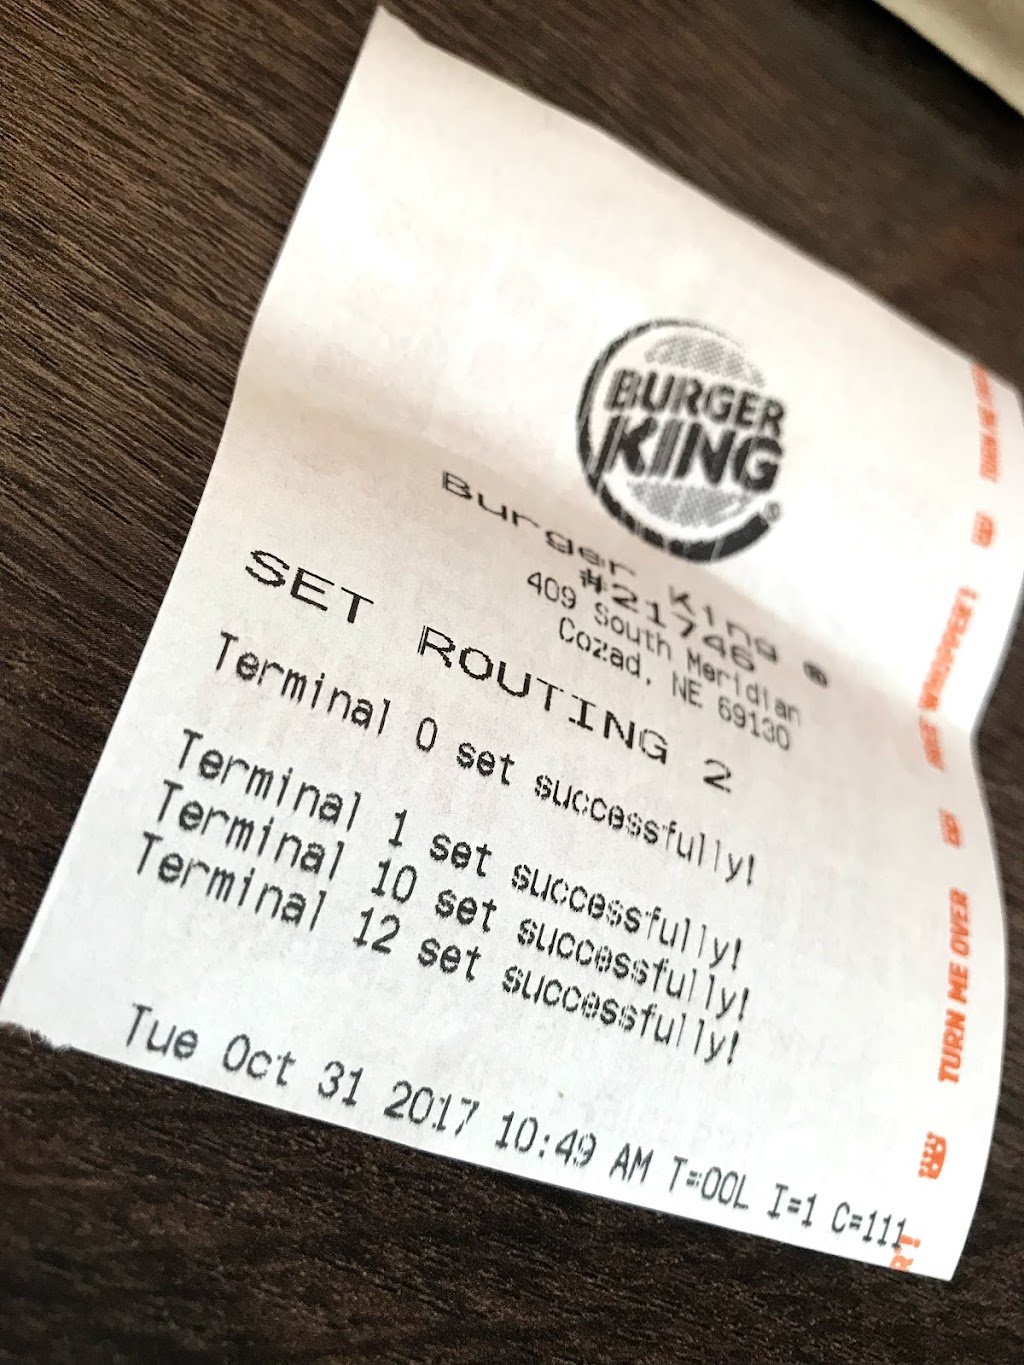 BURGER
KING
®
Burger King ®
#21746
409 South Meridian
Cozad, NE 69130
SET ROUTING 2
Terminal 0 set successfully!
Terminal 1 set successfully!
Terminal 10 set successfully!
Terminal 12 set successfully!
Tue Oct 31 2017 10:49 AM T=00L I=1 C=111
WHOPPER!
TURN ME OVER
R!